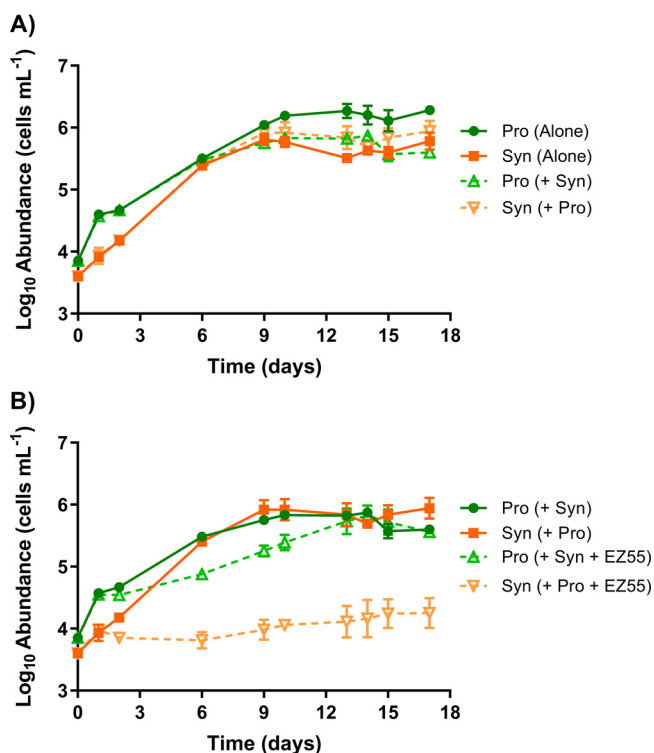 A)
Log10 Abundance (cells mL-1)
7
6
5
4
3
0 3 6 9 12 15 18
Time (days)
Pro (Alone)
Syn (Alone)
Pro (+ Syn)
Syn (+ Pro)
B)
Log10 Abundance (cells mL-1)
7
6
5
4
3
0 3 6 9 12 15 18
Time (days)
Pro (+ Syn)
Syn (+ Pro)
Pro (+ Syn + EZ55)
Syn (+ Pro + EZ55)